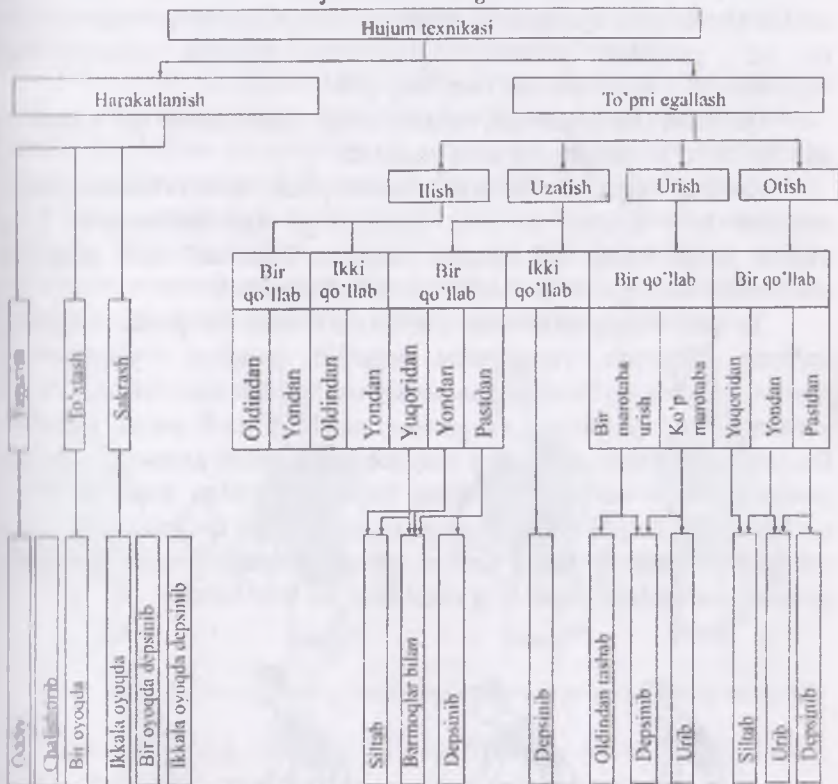 Hujum texnikasi
Harakatlanish
To'pni egallash
Ilish
Uzatish
Urish
Otish
Bir
qo'llab
Ikki
qo'llab
Bir
qo'llab
Ikki
qo'llab
Bir qo'llab
Bir qo'llab
To'xtash
Sakrash
Oldindan
Yondan
Oldindan
Yondan
Yuqoridan
Yondan
Pastdan
Bir
marotaba
urish
Ko'p
marotaba
Yuqoridan
Yondan
Pastdan
Oddiy
Chalishtirib
Bir oyoqda
Ikkala oyoqda
Bir oyoqda depsinib
Ikkala oyoqda depsinib
Siltab
Barmoqlar bilan
Depsinib
Depsinib
Oldindan tashab
Depsinib
Urib
Siltab
Urib
Depsinib